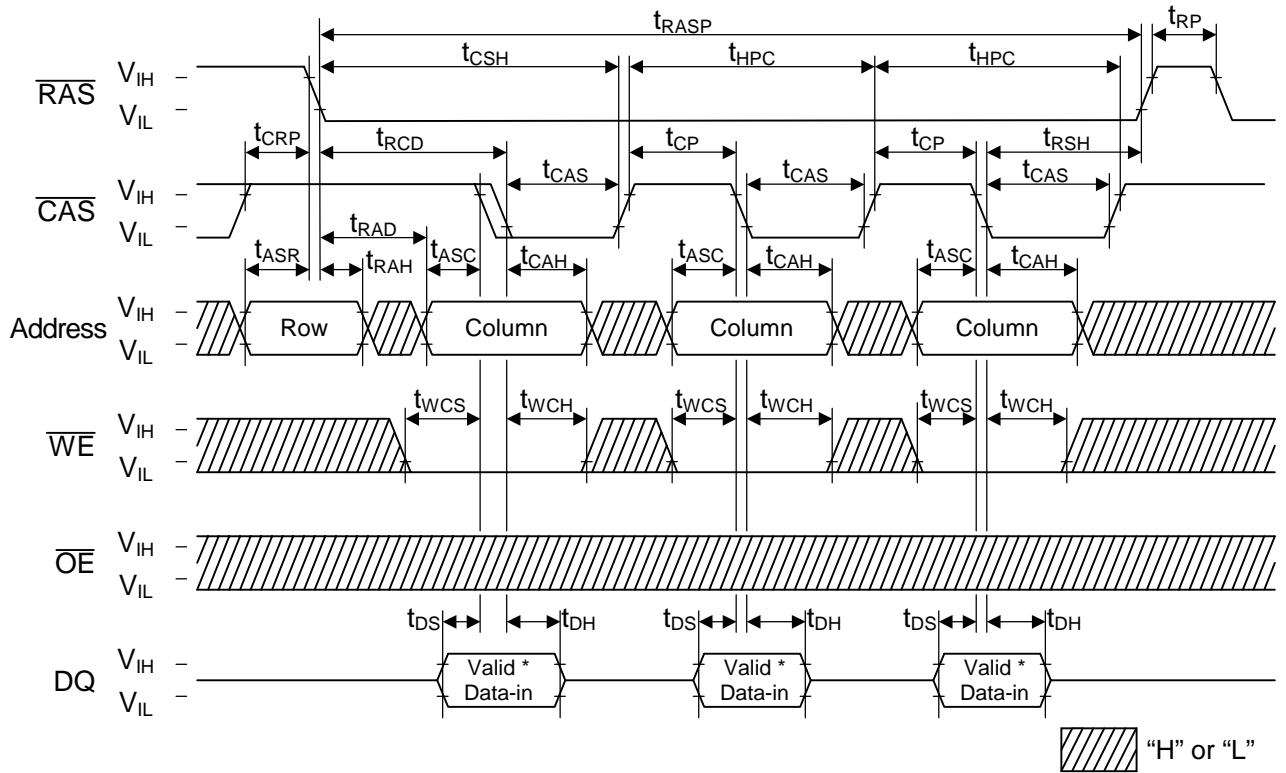 tRASP tRP
tCSH tHPC tHPC
RAS VIH
VIL
tCRP tRCD tCP tCP tRSH
tCAS tCAS tCAS
CAS VIH
VIL
tRAD
tASR tRAH tASC tCAH tASC tCAH tASC tCAH
Address VIH
VIL
Row Column Column Column
tWCS tWCH tWCS tWCH tWCS tWCH
WE VIH
VIL
OE VIH
VIL
tDS tDH tDS tDH tDS tDH
DQ VIH
VIL
Valid * Valid * Valid *
Data-in Data-in Data-in
“H” or “L”